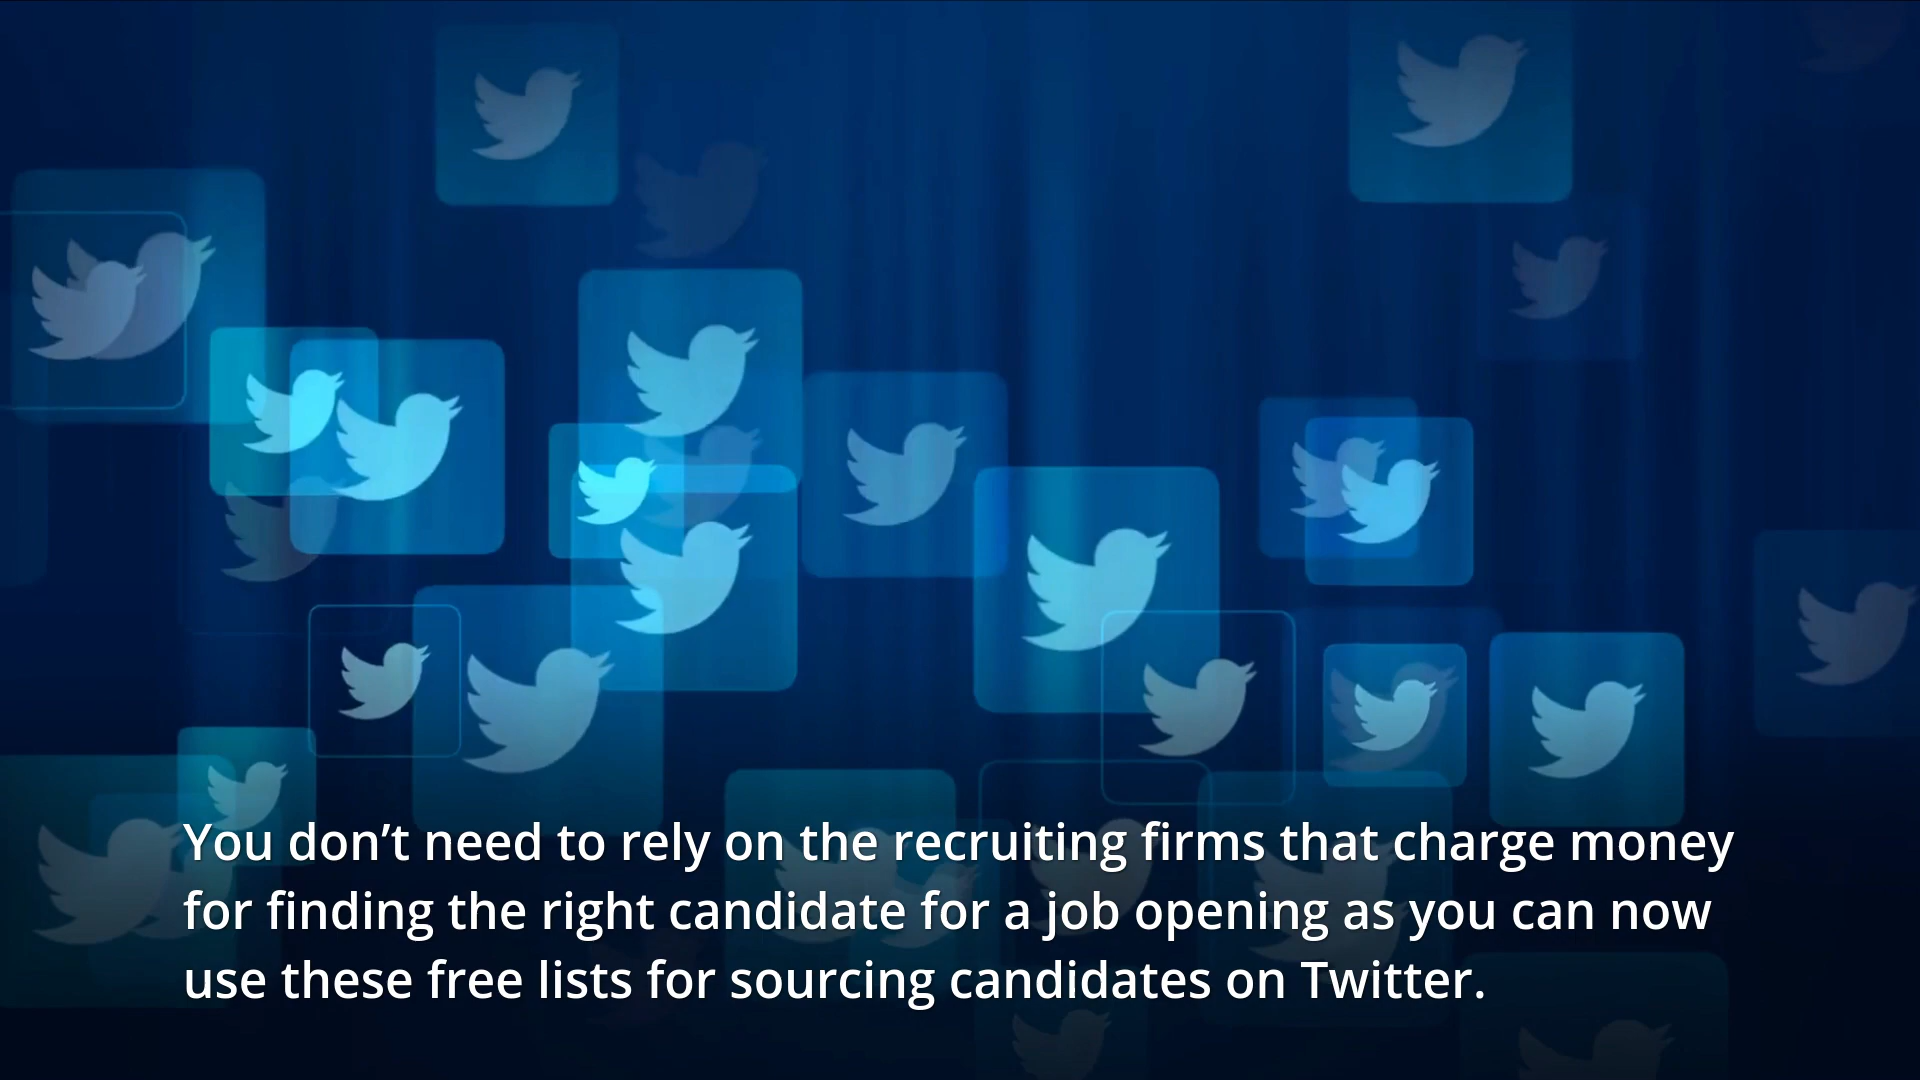 You don’t need to rely on the recruiting firms that charge money
for finding the right candidate for a job opening as you can now
use these free lists for sourcing candidates on Twitter.